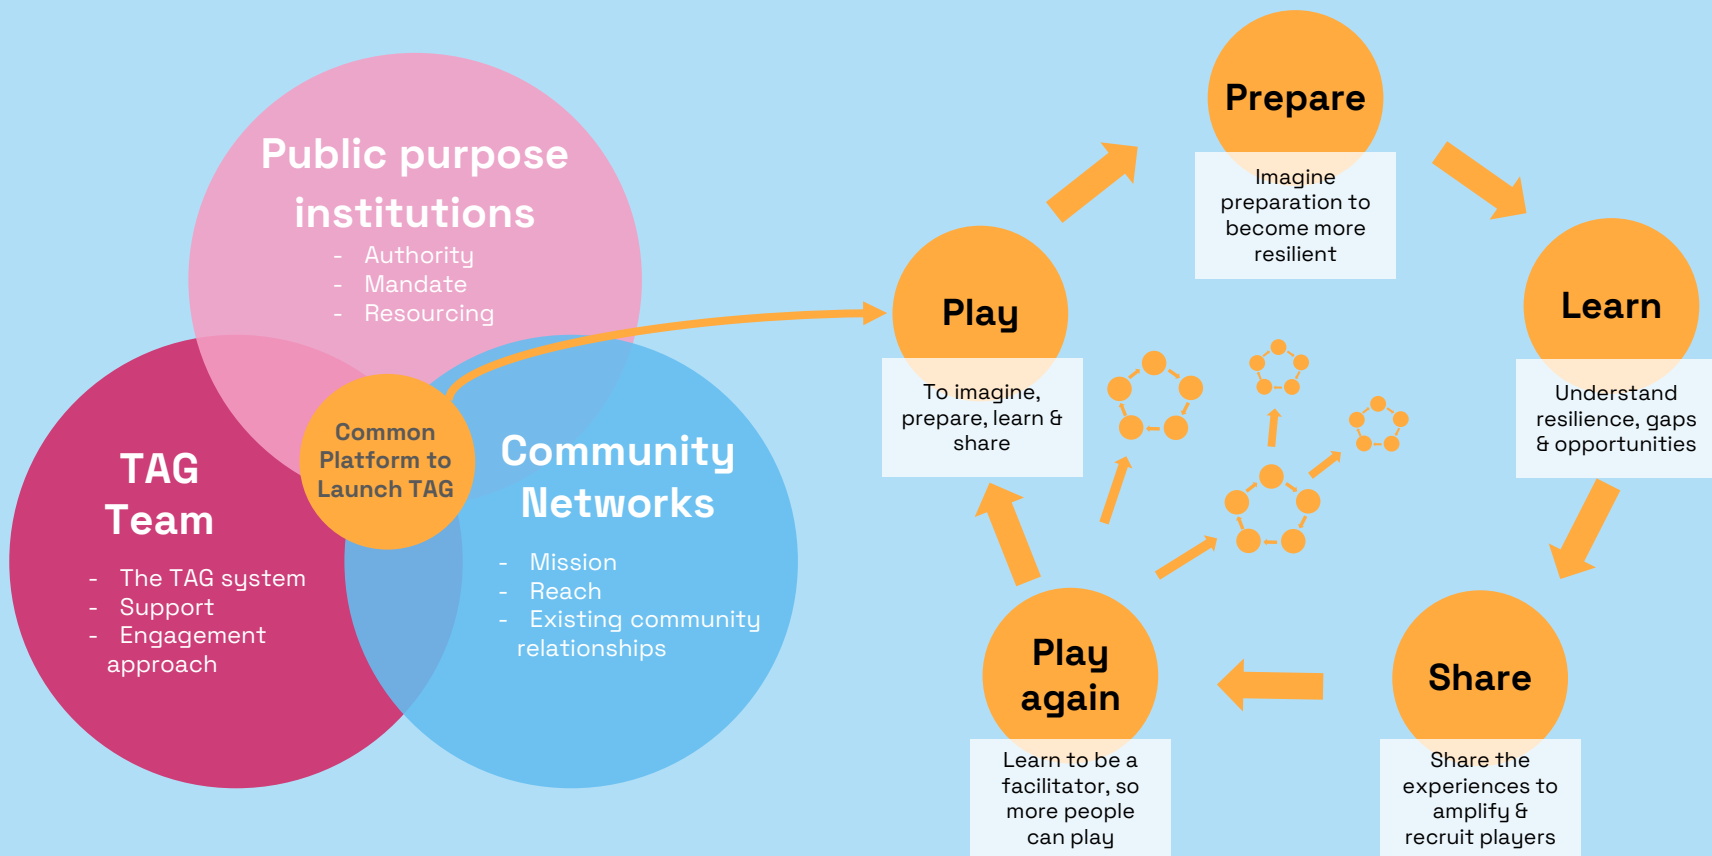 Public purpose
institutions
- Authority
- Mandate
- Resourcing
TAG
Team
- The TAG system
- Support
- Engagement
approach
Common
Platform to
Launch TAG
Community
Networks
- Mission
- Reach
- Existing community
relationships
Play
To imagine,
prepare, learn &
share
Prepare
Imagine
preparation to
become more
resilient
Learn
Understand
resilience, gaps
& opportunities
Share
Share the
experiences to
amplify &
recruit players
Play
again
Learn to be a
facilitator, so
more people
can play